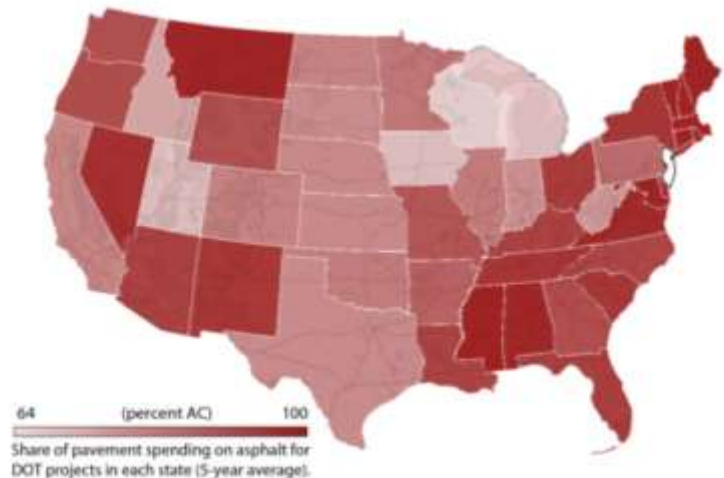 64 (percent AC) 100
Share of pavement spending on asphalt for
DOT projects in each state (5-year average).